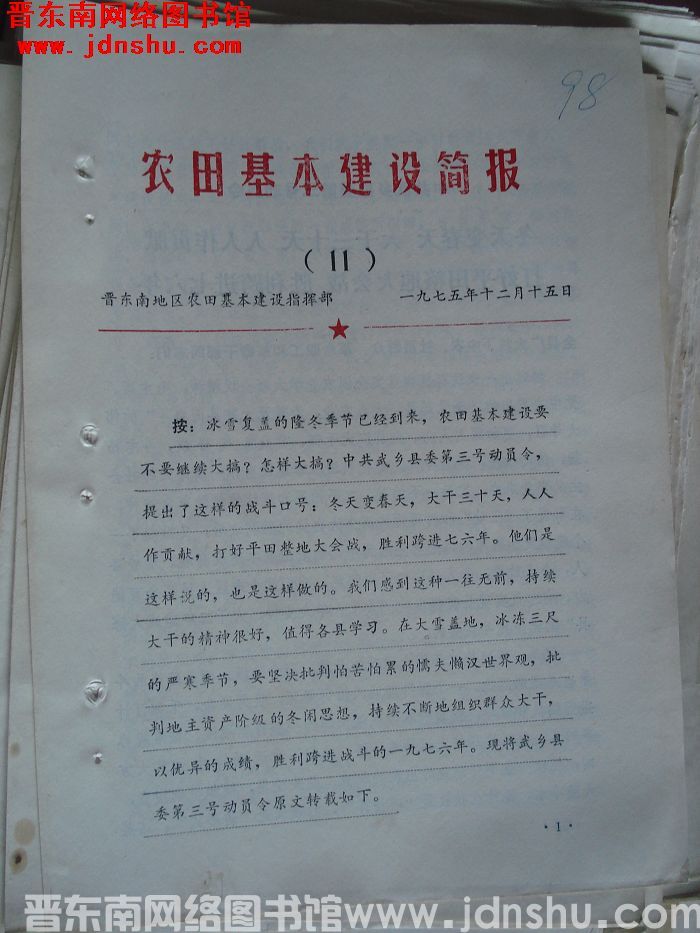 晋东南网络图书馆
www.jdnshu.com
98
农田基本建设简报
（11）
晋东南地区农田基本建设指挥部 一九七五年十二月十五日
按：冰雪复盖的隆冬季节已经到来，农田基本建设要
不要继续大搞？怎样大搞？中共武乡县委第三号动员令，
提出了这样的战斗口号：冬天变春天，大干三十天，人人
作贡献，打好平田整地大会战，胜利跨进七六年。他们是
这样说的，也是这样做的。我们感到这种一往无前，持续
大干的精神很好，值得各县学习。在大雪盖地，冰冻三尺
的严寒季节，要坚决批判怕苦怕累的懦夫懒汉世界观，批
判地主资产阶级的冬闲思想，持续不断地组织群众大干，
以优异的成绩，胜利跨进战斗的一九七六年。现将武乡县
委第三号动员令原文转载如下。
·1·
晋东南网络图书馆www.jdnshu.com